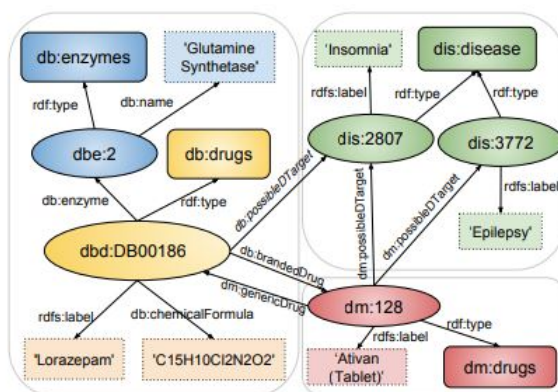 db:enzymes
'Glutamine
Synthetase'
rdf:type
db:name
dbe:2
db:drugs
db:enzyme
rdf:type
dbd:DB00186
rdfs:label
db:chemicalFormula
'Lorazepam'
'C15H10Cl2N2O2'
db:possibleDTarget
db:brandedDrug
dm:genericDrug
'Insomnia'
dis:disease
rdfs:label
rdf:type
rdf:type
dis:2807
dis:3772
rdfs:label
'Epilepsy'
dm:possibleDTarget
dm:possibleDTarget
dm:128
rdfs:label
rdf:type
'Ativan
(Tablet)'
dm:drugs